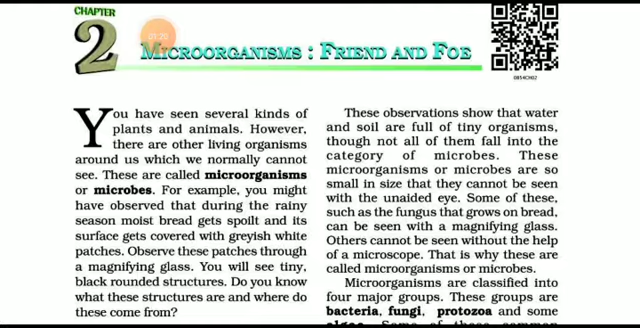 CHAPTER
2
01:20
MICROORGANISMS : FRIEND AND FOE
0854CH02
You have seen several kinds of
plants and animals. However,
there are other living organisms
around us which we normally cannot
see. These are called microorganisms
or microbes. For example, you might
have observed that during the rainy
season moist bread gets spoilt and its
surface gets covered with greyish white
patches. Observe these patches through
a magnifying glass. You will see tiny,
black rounded structures. Do you know
what these structures are and where do
these come from?
These observations show that water
and soil are full of tiny organisms,
though not all of them fall into the
category of microbes. These
microorganisms or microbes are so
small in size that they cannot be seen
with the unaided eye. Some of these,
such as the fungus that grows on bread,
can be seen with a magnifying glass.
Others cannot be seen without the help
of a microscope. That is why these are
called microorganisms or microbes.
Microorganisms are classified into
four major groups. These groups are
bacteria, fungi, protozoa and some
algae. Some of these common